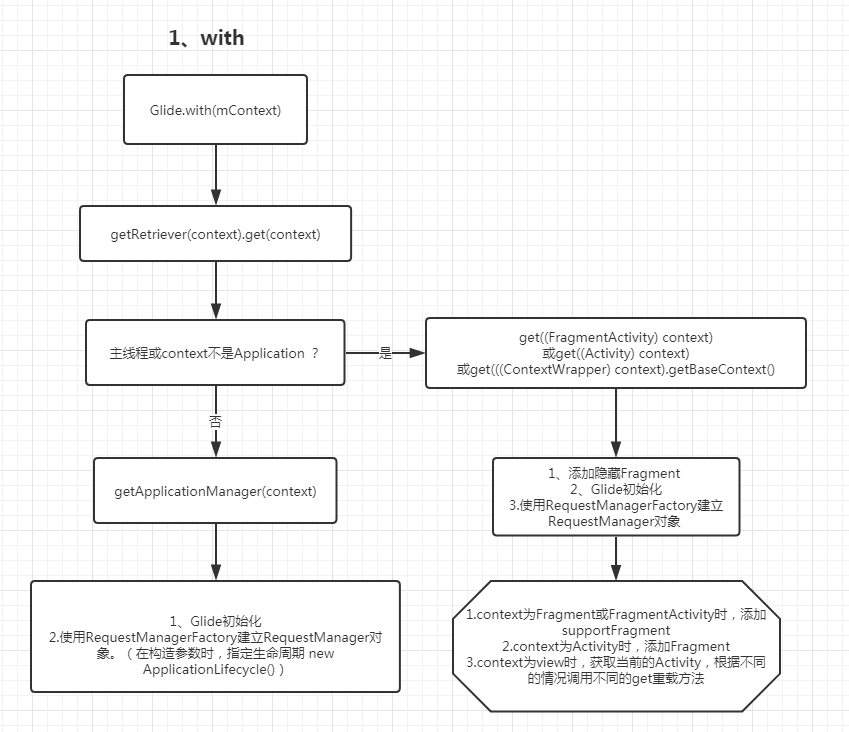 1、with
Glide.with(mContext)
getRetriever(context).get(context)
主线程或context不是Application ？
是
get((FragmentActivity) context)
或get((Activity) context)
或get(((ContextWrapper) context).getBaseContext()
否
getApplicationManager(context)
1、添加隐藏Fragment
2、Glide初始化
3.使用RequestManagerFactory建立
RequestManager对象
1、Glide初始化
2.使用RequestManagerFactory建立RequestManager对
象。（在构造参数时，指定生命周期 new
ApplicationLifecycle()）
1.context为Fragment或FragmentActivity时，添加
supportFragment
2.context为Activity时，添加Fragment
3.context为view时，获取当前的Activity，根据不同
的情况调用不同的get重载方法